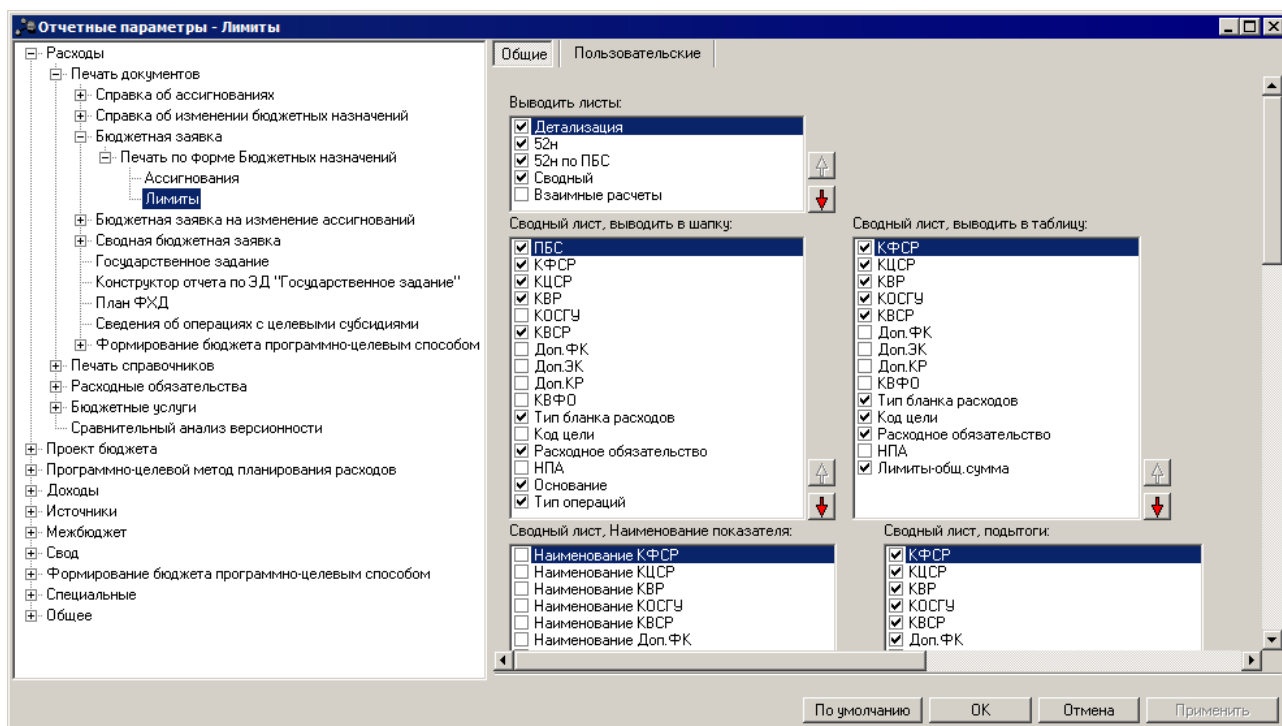 Отчетные параметры - Лимиты
Расходы
Печать документов
Справка об ассигнованиях
Справка об изменении бюджетных назначений
Бюджетная заявка
Печать по форме Бюджетных назначений
Ассигнования
Лимиты
Бюджетная заявка на изменение ассигнований
Сводная бюджетная заявка
Государственное задание
Конструктор отчета по ЭД "Государственное задание"
План ФХД
Сведения об операциях с целевыми субсидиями
Формирование бюджета программно-целевым способом
Печать справочников
Расходные обязательства
Бюджетные услуги
Сравнительный анализ версионности
Проект бюджета
Программно-целевой метод планирования расходов
Доходы
Источники
Межбюджет
Свод
Формирование бюджета программно-целевым способом
Специальные
Общее
Общие Пользовательские
Выводить листы:
Детализация
52н
52н по ПБС
Сводный
Взаимные расчеты
Сводный лист, выводить в шапку:
ПБС
КФСР
КЦСР
КВР
КОСГУ
КВСР
Доп.ФК
Доп.ЭК
Доп.КР
КВФО
Тип бланка расходов
Код цели
Расходное обязательство
НПА
Основание
Тип операций
Сводный лист, выводить в таблицу:
КФСР
КЦСР
КВР
КОСГУ
КВСР
Доп.ФК
Доп.ЭК
Доп.КР
КВФО
Тип бланка расходов
Код цели
Расходное обязательство
НПА
Лимиты-общ.сумма
Сводный лист, Наименование показателя:
Наименование КФСР
Наименование КЦСР
Наименование КВР
Наименование КОСГУ
Наименование КВСР
Наименование Доп.ФК
Сводный лист, подытоги:
КФСР
КЦСР
КВР
КОСГУ
КВСР
Доп.ФК
По умолчанию OK Отмена Применить